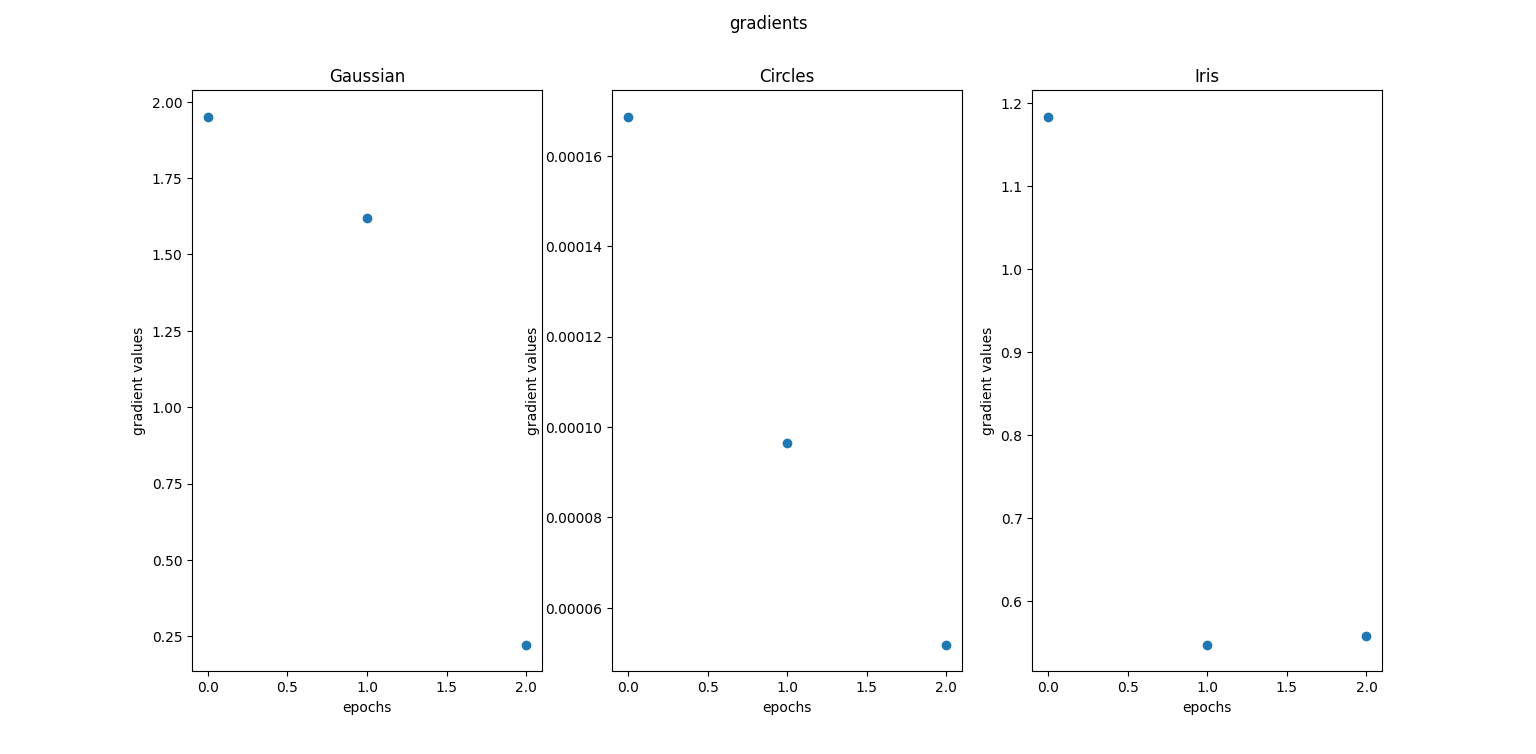 gradients
Gaussian
2.00
1.75
1.50
1.25
1.00
0.75
0.50
0.25
gradient values
0.0 0.5 1.0 1.5 2.0
epochs
Circles
0.00016
0.00014
0.00012
0.00010
0.00008
0.00006
gradient values
0.0 0.5 1.0 1.5 2.0
epochs
Iris
1.2
1.1
1.0
0.9
0.8
0.7
0.6
gradient values
0.0 0.5 1.0 1.5 2.0
epochs